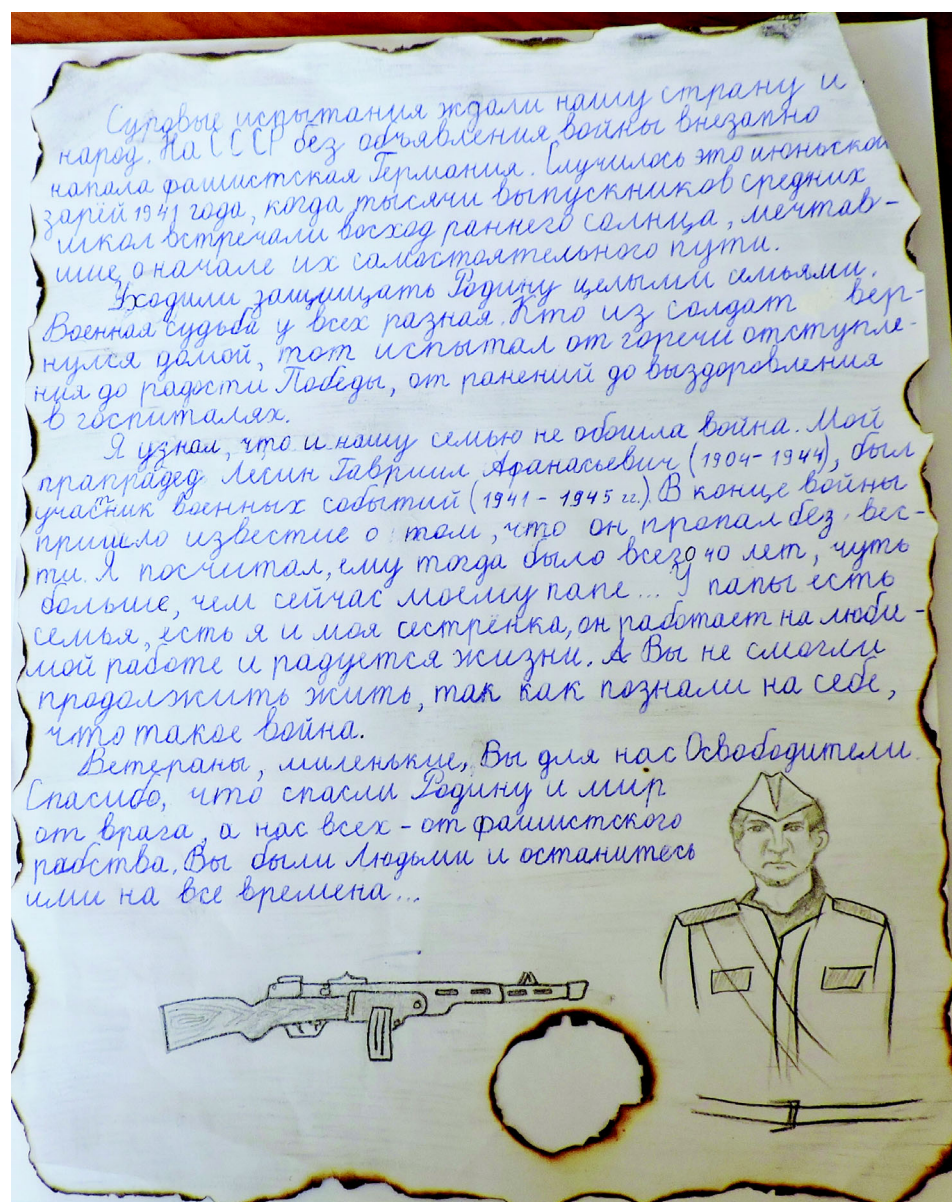 Суровые испытания ждали нашу страну и
народ. На СССР без объявления войны внезапно
напала фашистская Германия. Случилось это июньской
зарёй 1941 года, когда тысячи выпускников средних
школ встречали восход раннего солнца, мечтав-
шие о начале их самостоятельного пути.
Уходили защищать Родину целыми семьями.
Военная судьба у всех разная. Кто из солдат вер-
нулся домой, тот испытал от горечи отступле-
ния до радости Победы, от ранений до выздоровления
в госпиталях.
Я узнал, что и нашу семью не обошла война. Мой
прапрадед Лесин Гавриил Афанасьевич (1904-1944), был
участник военных событий (1941 - 1945 гг.). В конце войны
пришло известие о том, что он пропал без вес-
ти. Я посчитал, ему тогда было всего 40 лет, чуть
больше, чем сейчас моему папе... У папы есть
семья, есть я и моя сестрёнка, он работает на люби-
мой работе и радуется жизни. А Вы не смогли
продолжить жить, так как познали на себе,
что такое война.
Ветераны, миленькие, Вы для нас Освободители.
Спасибо, что спасли Родину и мир
от врага, а нас всех - от фашистского
рабства. Вы были Людьми и останитесь
ими на все времена...